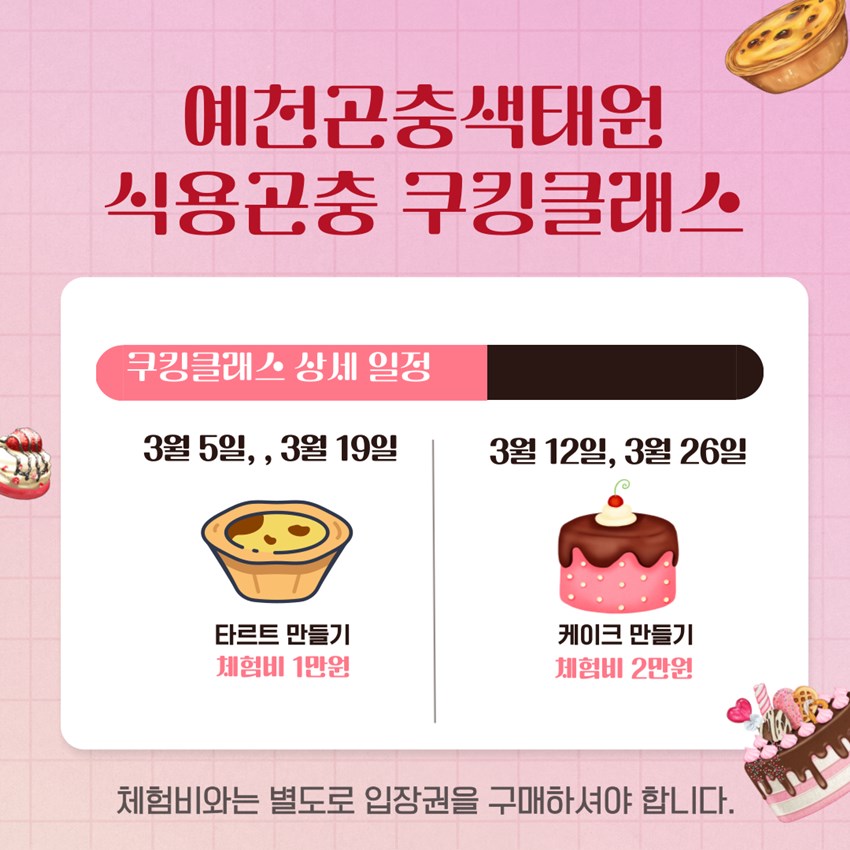 예천곤충색태원
식용곤충 쿠킹클래스
쿠킹클래스 상세 일정
3월 5일, , 3월 19일
3월 12일, 3월 26일
타르트 만들기
체험비 1만원
케이크 만들기
체험비 2만원
체험비와는 별도로 입장권을 구매하셔야 합니다.